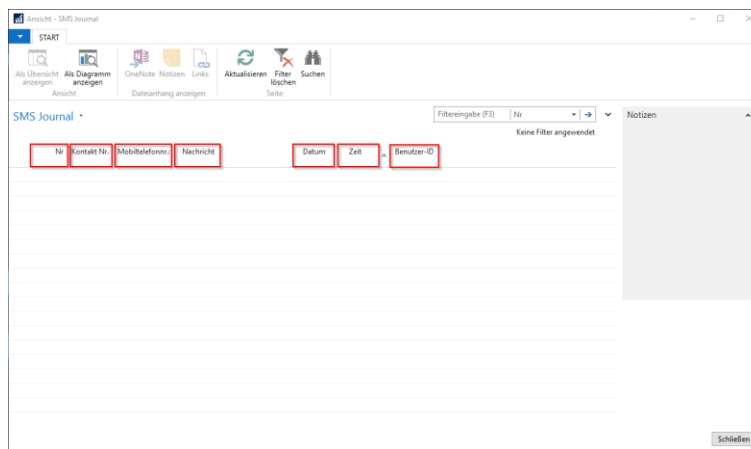 Ansicht - SMS Journal
START
Als Übersicht anzeigen
Als Diagramm anzeigen
OneNote Notizen Links
Aktualisieren
Filter löschen
Suchen
Ansicht
Dateianhang anzeigen
Seite
SMS Journal
Filtereingabe (F3) Nr
Keine Filter angewendet
Notizen
Nr Kontakt Nr. Mobiltelefonnr. Nachricht Datum Zeit Benutzer-ID
Schließen